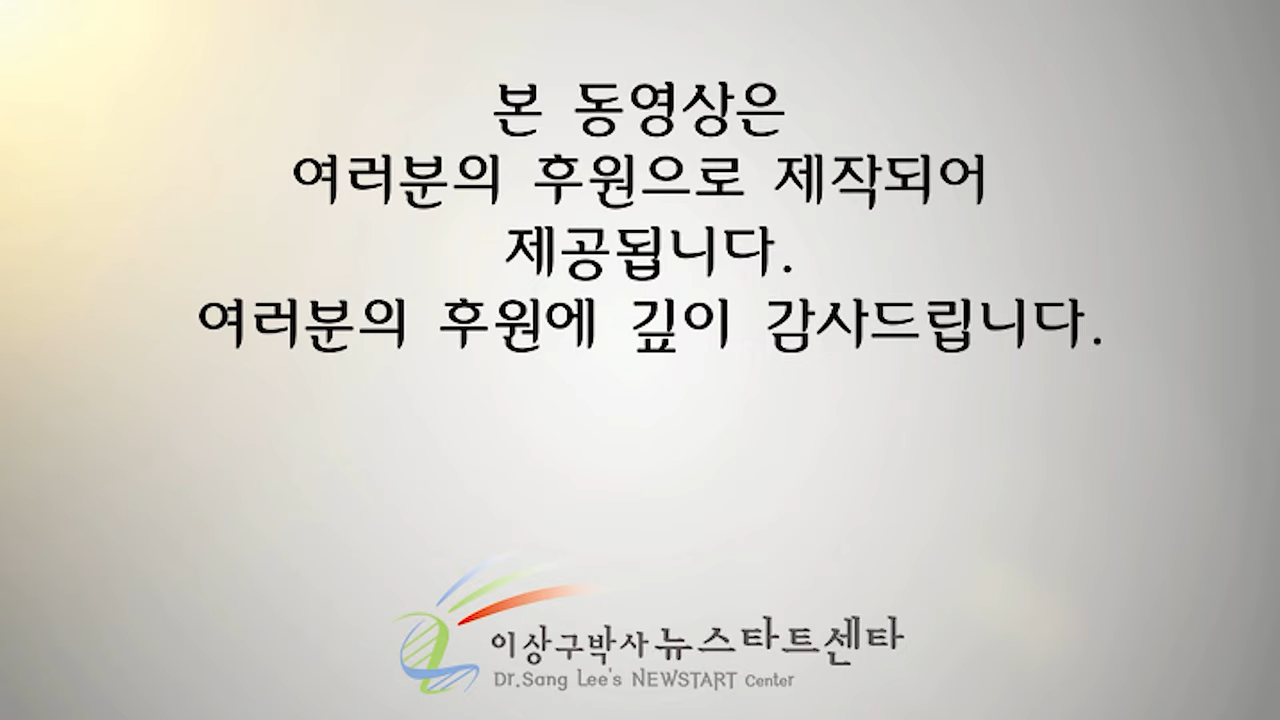 본 동영상은
여러분의 후원으로 제작되어
제공됩니다.
여러분의 후원에 깊이 감사드립니다.
이상구박사 뉴스타트센타
Dr.Sang Lee's NEWSTART Center